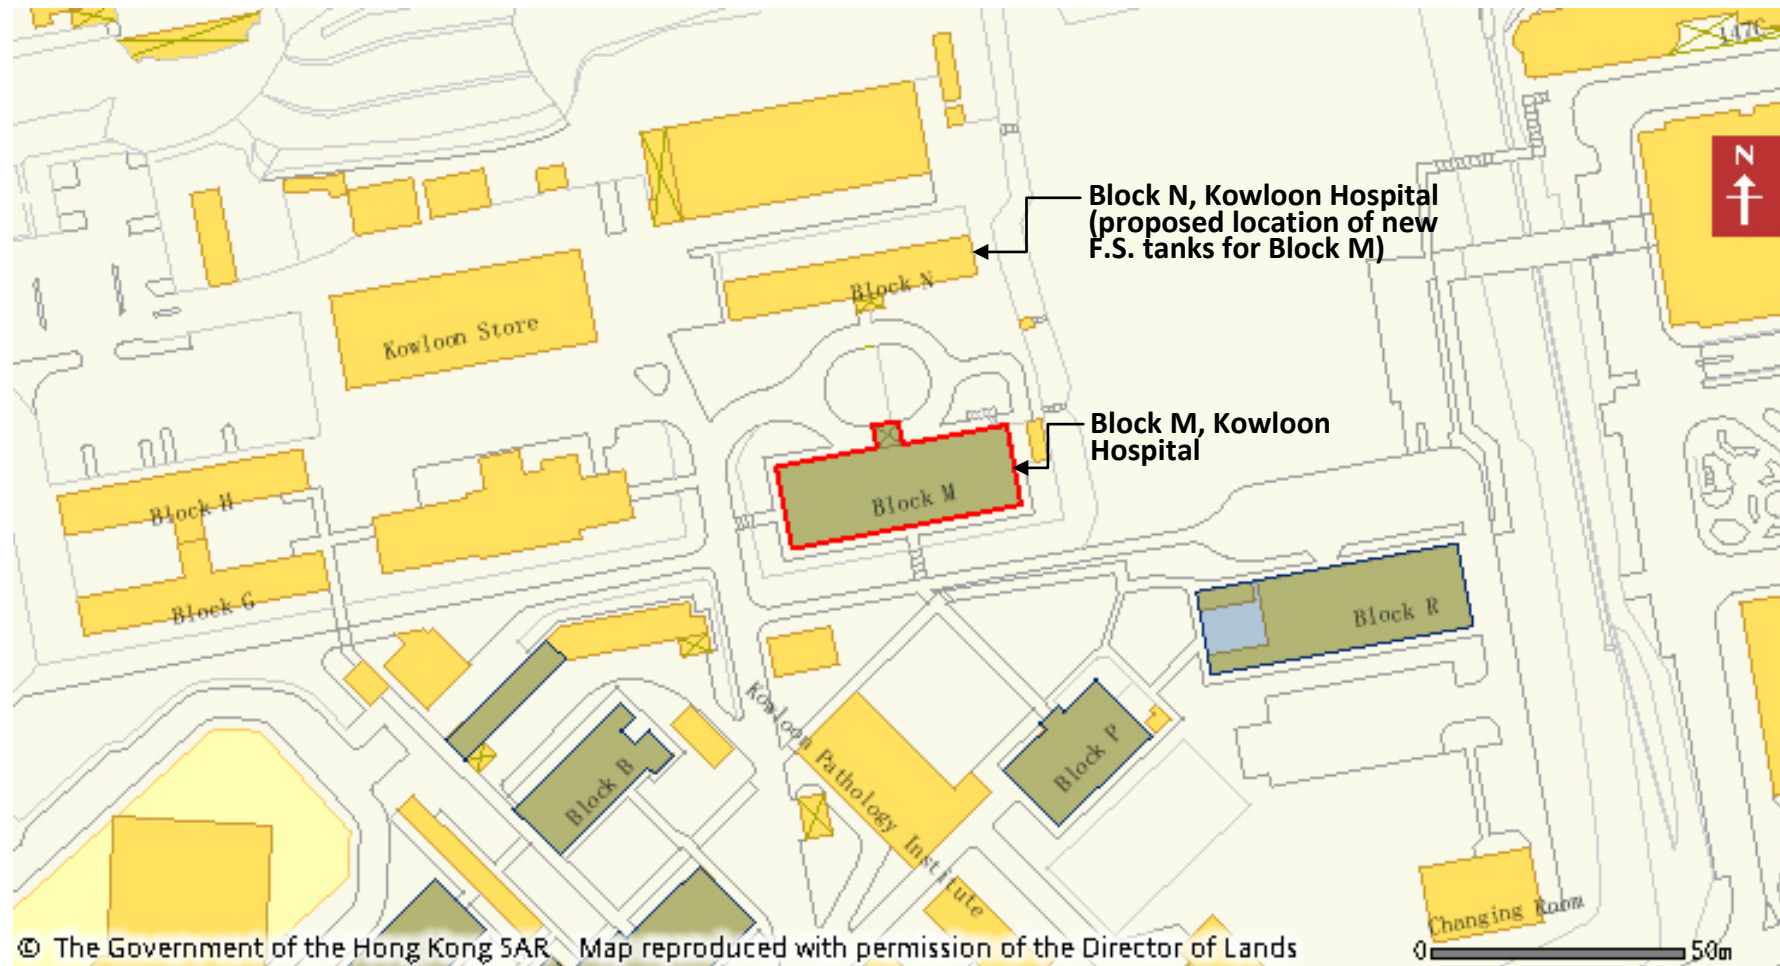 147C
N
Block N, Kowloon Hospital
(proposed location of new
F.S. tanks for Block M)
Block N
Kowloon Store
Block M, Kowloon
Hospital
Block H
Block M
Block G
Block R
Kowloon Pathology Institute
Block P
Block B
Changing Room
© The Government of the Hong Kong SAR Map reproduced with permission of the Director of Lands
0 50m